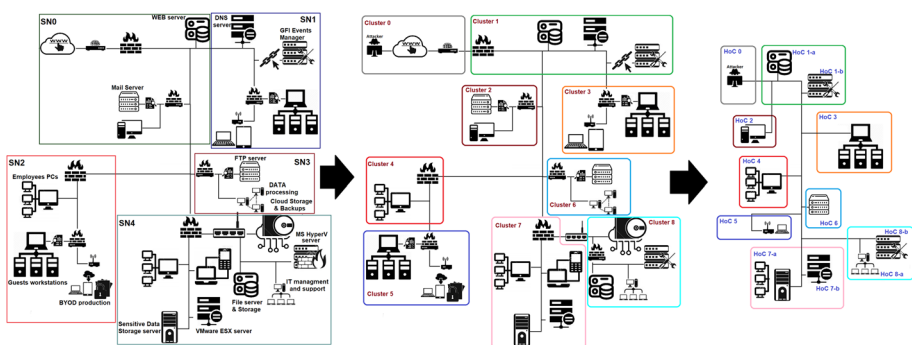 SN0
WEB server
DNS
server
SN1
GFI Events
Manager
WWW
Mail Server
SN2
Employees PCs
Guests workstations
BYOD production
FTP server
SN3
DATA
processing
Cloud Storage
& Backups
SN4
MS HyperV
server
IT managment
and support
File server
& Storage
Sensitive Data
Storage server
VMware ESX server
Cluster 0
Attacker
WWW
Cluster 1
Cluster 2
Cluster 3
Cluster 4
Cluster 5
Cluster 6
Cluster 7
Cluster 8
HoC 0
Attacker
HoC 1-a
HoC 1-b
HoC 2
HoC 3
HoC 4
HoC 5
HoC 6
HoC 7-a
HoC 7-b
HoC 8-b
HoC 8-a